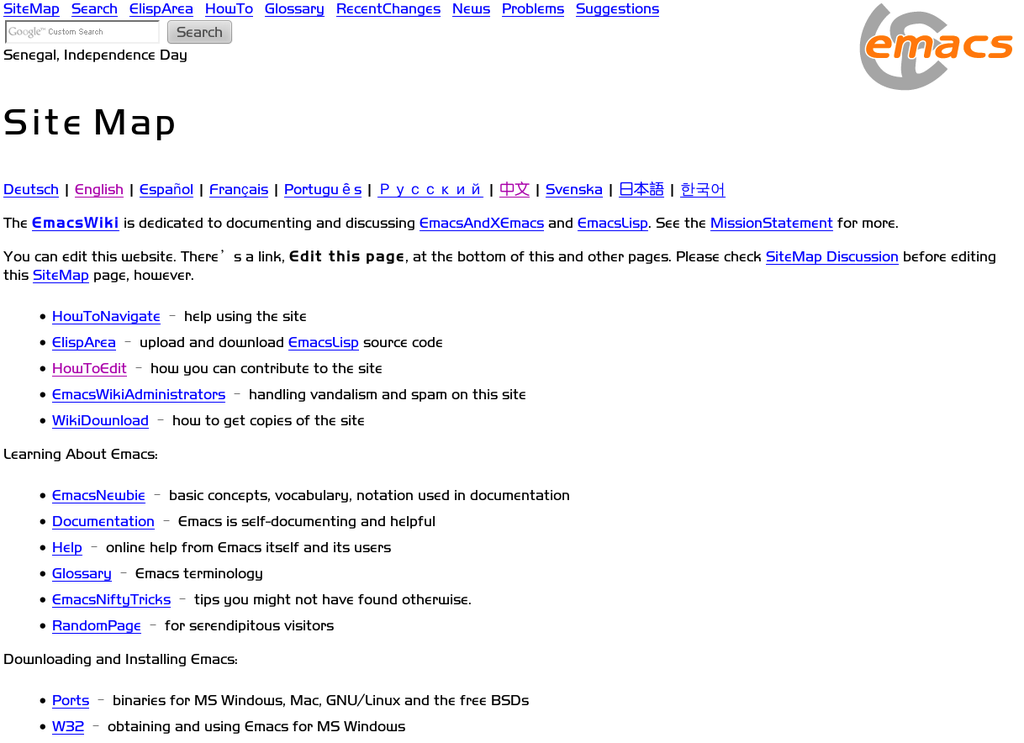 SiteMap Search ElispArea HowTo Glossary RecentChanges News Problems Suggestions
Google™ Custom Search Search
Senegal, Independence Day
emacs
Site Map
Deutsch | English | Español | Français | Português | Русский | 中文 | Svenska | 日本語 | 한국어
The EmacsWiki is dedicated to documenting and discussing EmacsAndXEmacs and EmacsLisp. See the MissionStatement for more.
You can edit this website. There’s a link, Edit this page, at the bottom of this and other pages. Please check SiteMap Discussion before editing
this SiteMap page, however.
• HowToNavigate – help using the site
• ElispArea – upload and download EmacsLisp source code
• HowToEdit – how you can contribute to the site
• EmacsWikiAdministrators – handling vandalism and spam on this site
• WikiDownload – how to get copies of the site
Learning About Emacs:
• EmacsNewbie – basic concepts, vocabulary, notation used in documentation
• Documentation – Emacs is self-documenting and helpful
• Help – online help from Emacs itself and its users
• Glossary – Emacs terminology
• EmacsNiftyTricks – tips you might not have found otherwise.
• RandomPage – for serendipitous visitors
Downloading and Installing Emacs:
• Ports – binaries for MS Windows, Mac, GNU/Linux and the free BSDs
• W32 – obtaining and using Emacs for MS Windows